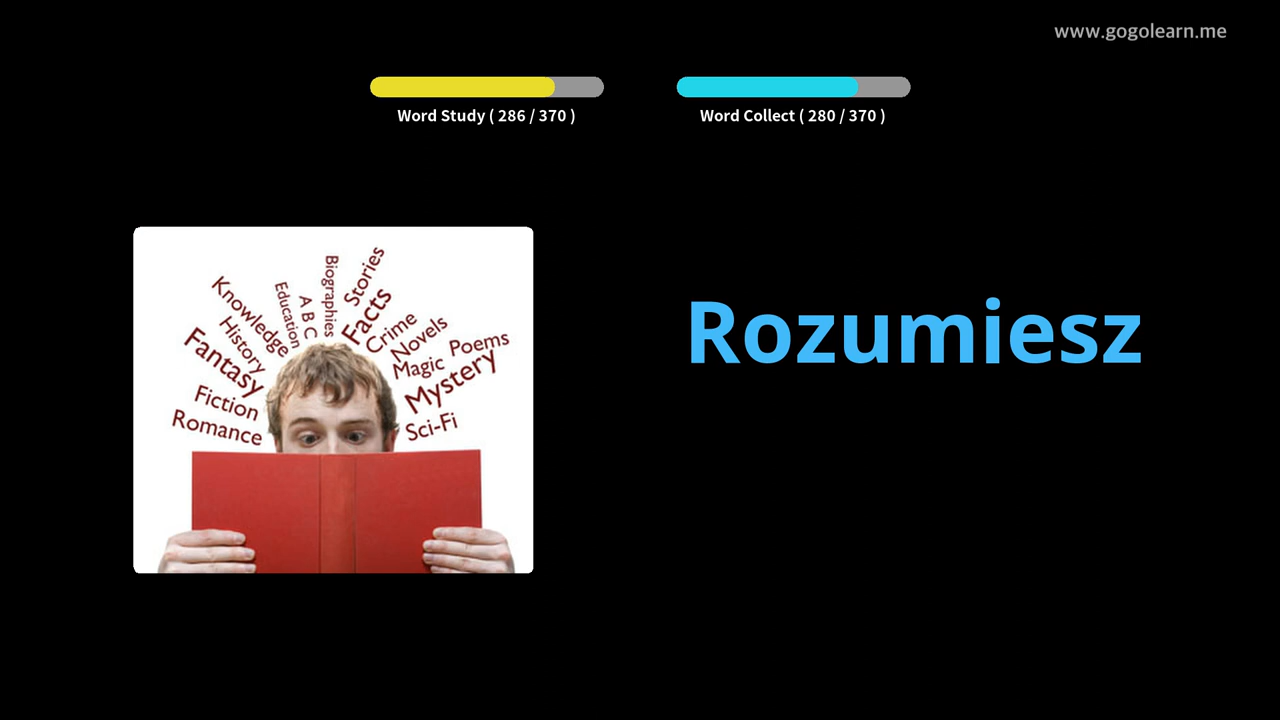 www.gogolearn.me
Word Study ( 286 / 370 )
Word Collect ( 280 / 370 )
Rozumiesz
Biographies
Stories
Education
A B C
Facts
Knowledge
Crime
History
Novels
Fantasy
Magic
Poems
Mystery
Fiction
Romance
Sci-Fi